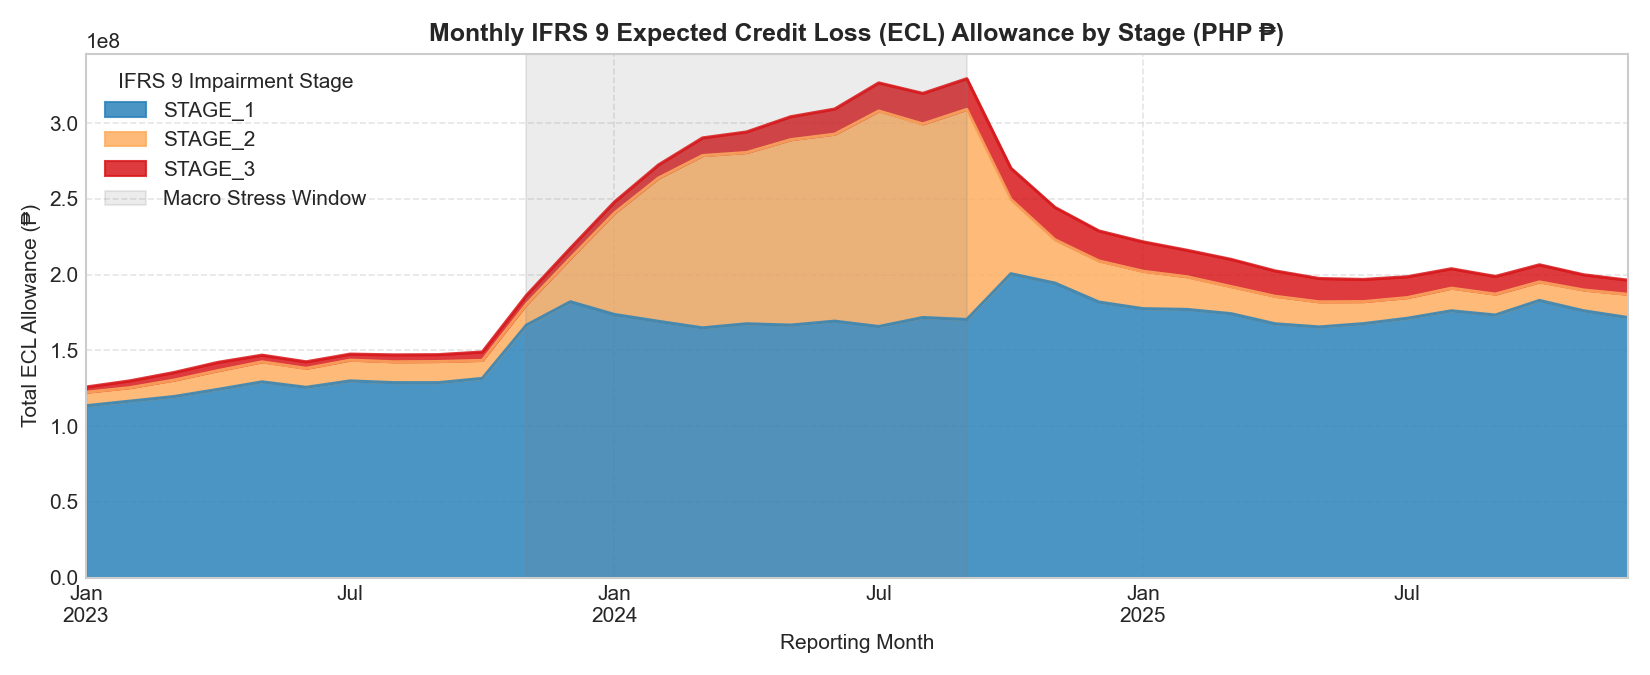 Monthly IFRS 9 Expected Credit Loss (ECL) Allowance by Stage (PHP ₱)
1e8
IFRS 9 Impairment Stage
STAGE_1
STAGE_2
STAGE_3
Macro Stress Window
Total ECL Allowance (₱)
3.0
2.5
2.0
1.5
1.0
0.5
0.0
Jan Jul Jan Jul Jan Jul
2023 2024 2025
Reporting Month